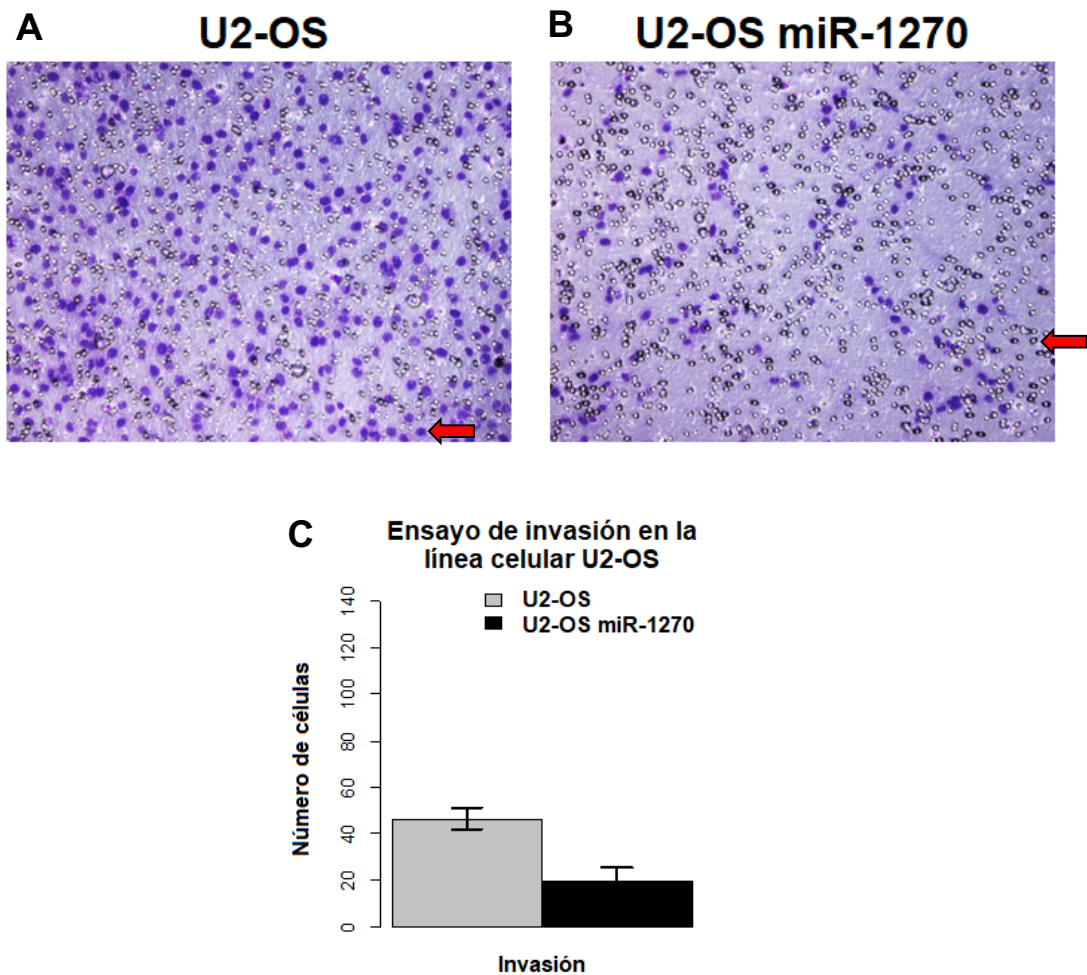 A
U2-OS
B
U2-OS miR-1270
C
Ensayo de invasión en la
línea celular U2-OS
U2-OS
U2-OS miR-1270
Número de células
140
120
100
80
60
40
20
0
Invasión